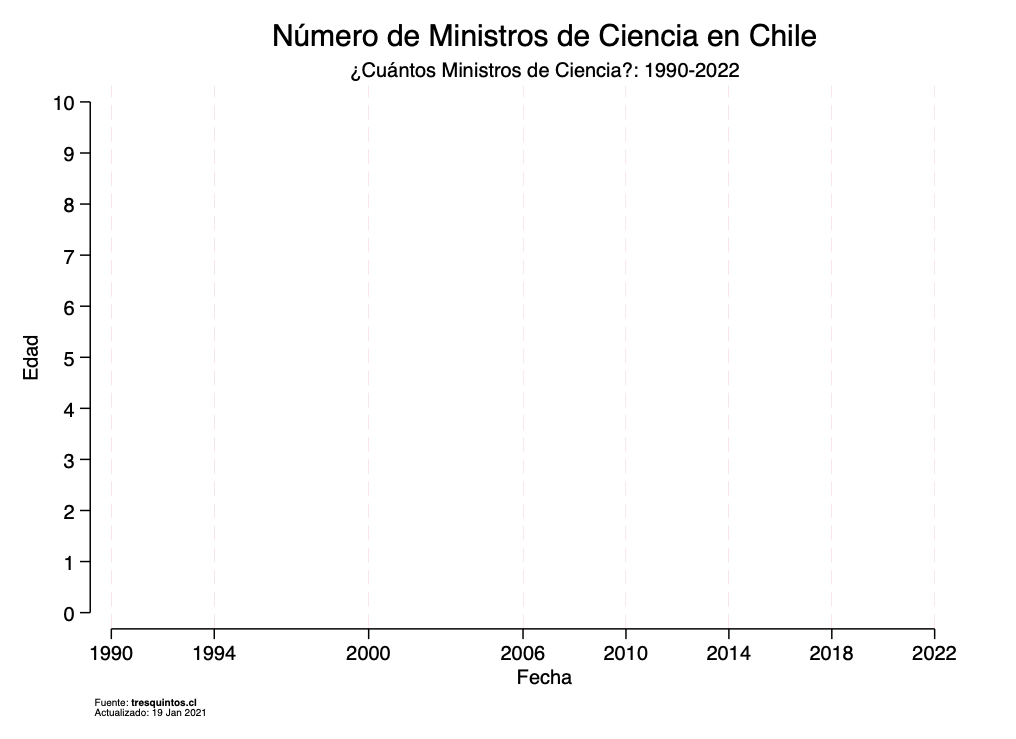 Número de Ministros de Ciencia en Chile
¿Cuántos Ministros de Ciencia?: 1990-2022
10
9
8
7
6
5
4
3
2
1
0
Edad
1990 1994 2000 2006 2010 2014 2018 2022
Fecha
Fuente: tresquintos.cl
Actualizado: 19 Jan 2021